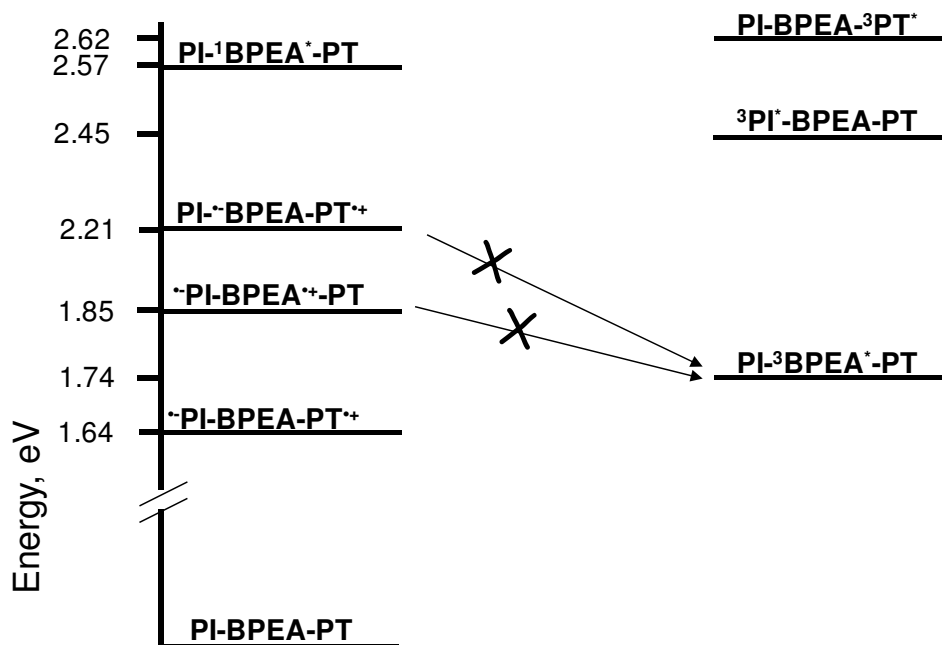 2.62
2.57
2.45
2.21
1.85
1.74
1.64
Energy, eV
PI-¹BPEA*-PT
PI-•-BPEA-PT•+
•-PI-BPEA•+-PT
•-PI-BPEA-PT•+
PI-BPEA-PT
PI-BPEA-³PT*
³PI*-BPEA-PT
PI-³BPEA*-PT